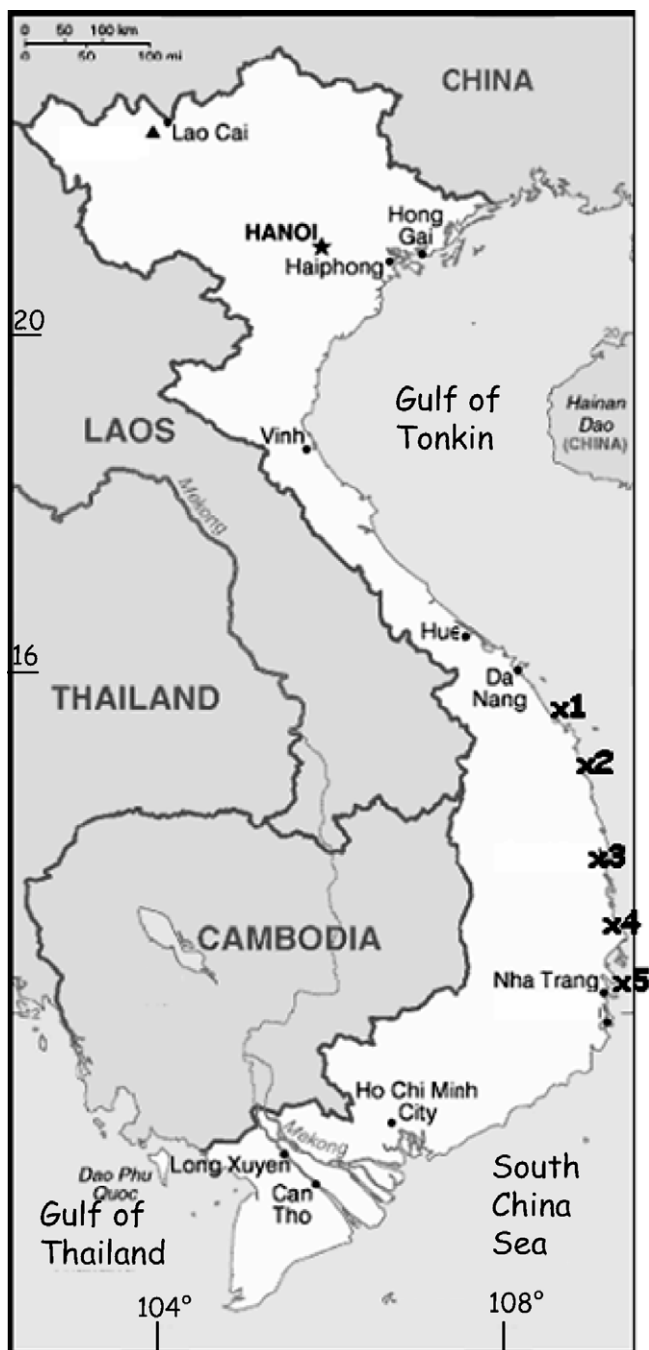 0 50 100 km
0 50 100 mi
CHINA
Lao Cai
Hong
Gai
HANOI
Haiphong
20
20
Gulf of
Tonkin
Hainan
Dao
(CHINA)
LAOS
Vinh
Mekong
Hue
16
Da
Nang
THAILAND
x1
x2
x3
x4
CAMBODIA
Nha Trang
x5
12
Ho Chi Minh
City
Mekong
Long Xuyen
Dao Phu
Quoc
Can
Tho
South
China
Sea
Gulf of
Thailand
104°
108°